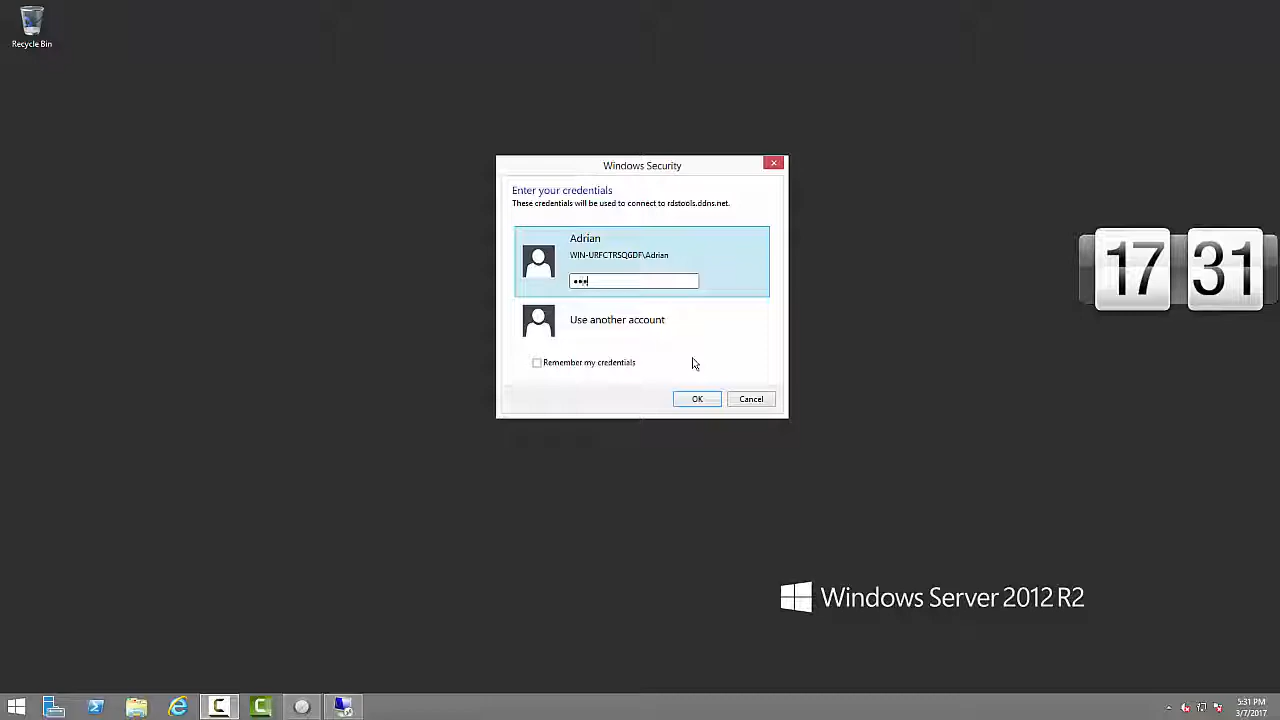 Recycle Bin
Windows Security
Enter your credentials
These credentials will be used to connect to rdstools.ddns.net.
Adrian
WIN-URFCTRSQGDF\Adrian
Use another account
Remember my credentials
OK
Cancel
17 31
Windows Server 2012 R2
5:31 PM
3/7/2017